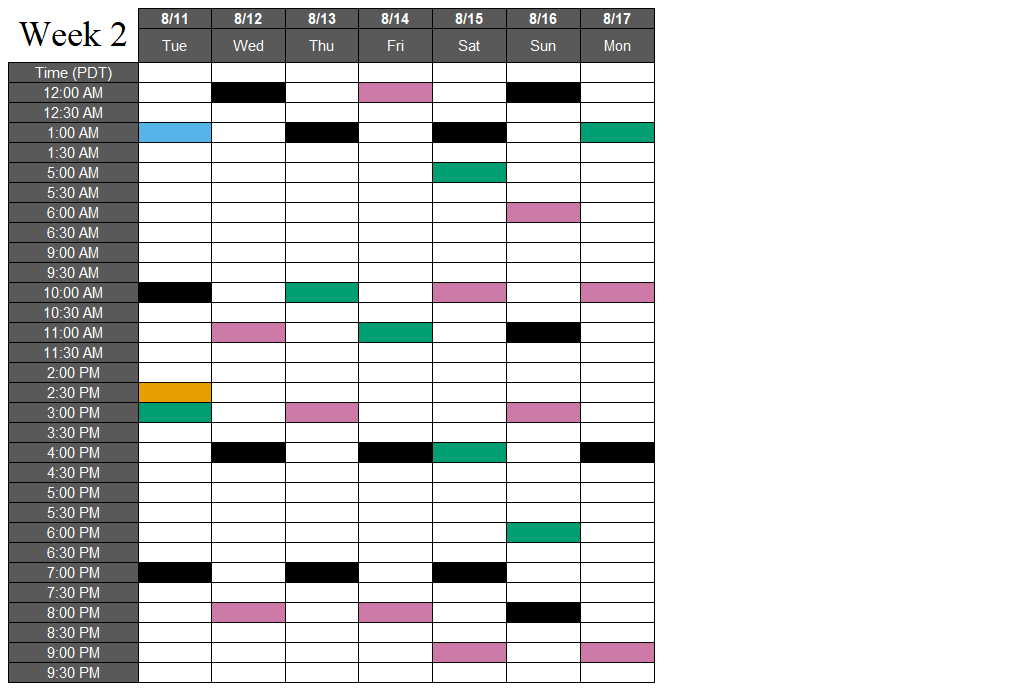 Week 2
8/11 8/12 8/13 8/14 8/15 8/16 8/17
Tue Wed Thu Fri Sat Sun Mon
Time (PDT)
12:00 AM
12:30 AM
1:00 AM
1:30 AM
5:00 AM
5:30 AM
6:00 AM
6:30 AM
9:00 AM
9:30 AM
10:00 AM
10:30 AM
11:00 AM
11:30 AM
2:00 PM
2:30 PM
3:00 PM
3:30 PM
4:00 PM
4:30 PM
5:00 PM
5:30 PM
6:00 PM
6:30 PM
7:00 PM
7:30 PM
8:00 PM
8:30 PM
9:00 PM
9:30 PM